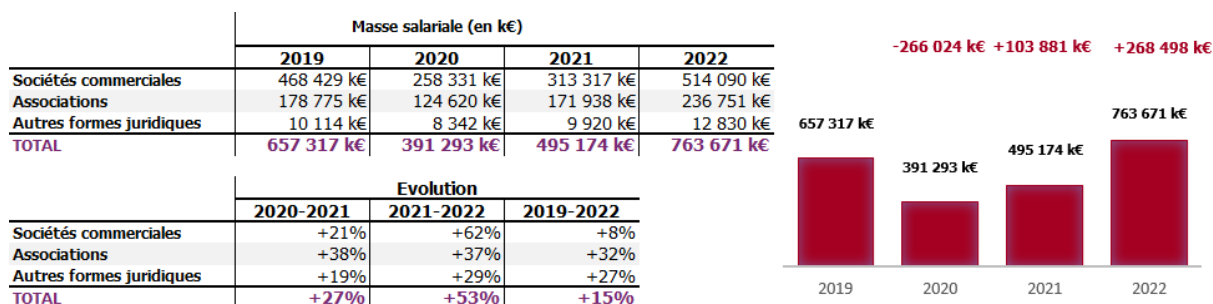 Masse salariale (en k€)
2019 2020 2021 2022
Sociétés commerciales 468 429 k€ 258 331 k€ 313 317 k€ 514 090 k€
Associations 178 775 k€ 124 620 k€ 171 938 k€ 236 751 k€
Autres formes juridiques 10 114 k€ 8 342 k€ 9 920 k€ 12 830 k€
TOTAL 657 317 k€ 391 293 k€ 495 174 k€ 763 671 k€
Evolution
2020-2021 2021-2022 2019-2022
Sociétés commerciales +21% +62% +8%
Associations +38% +37% +32%
Autres formes juridiques +19% +29% +27%
TOTAL +27% +53% +15%
-266 024 k€ +103 881 k€ +268 498 k€
657 317 k€ 391 293 k€ 495 174 k€ 763 671 k€
2019 2020 2021 2022